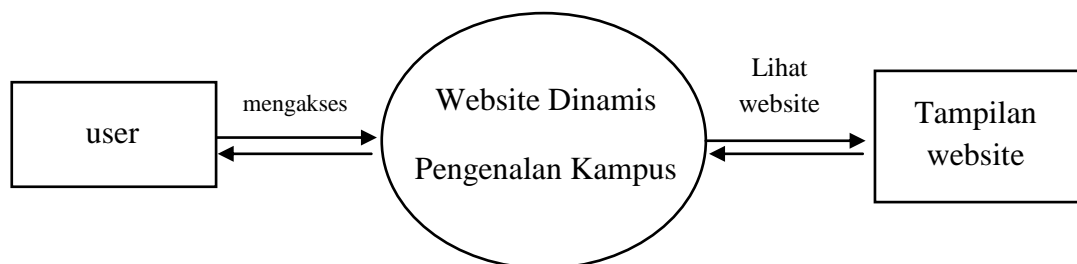 user
mengakses
Website Dinamis
Pengenalan Kampus
Lihat
website
Tampilan
website